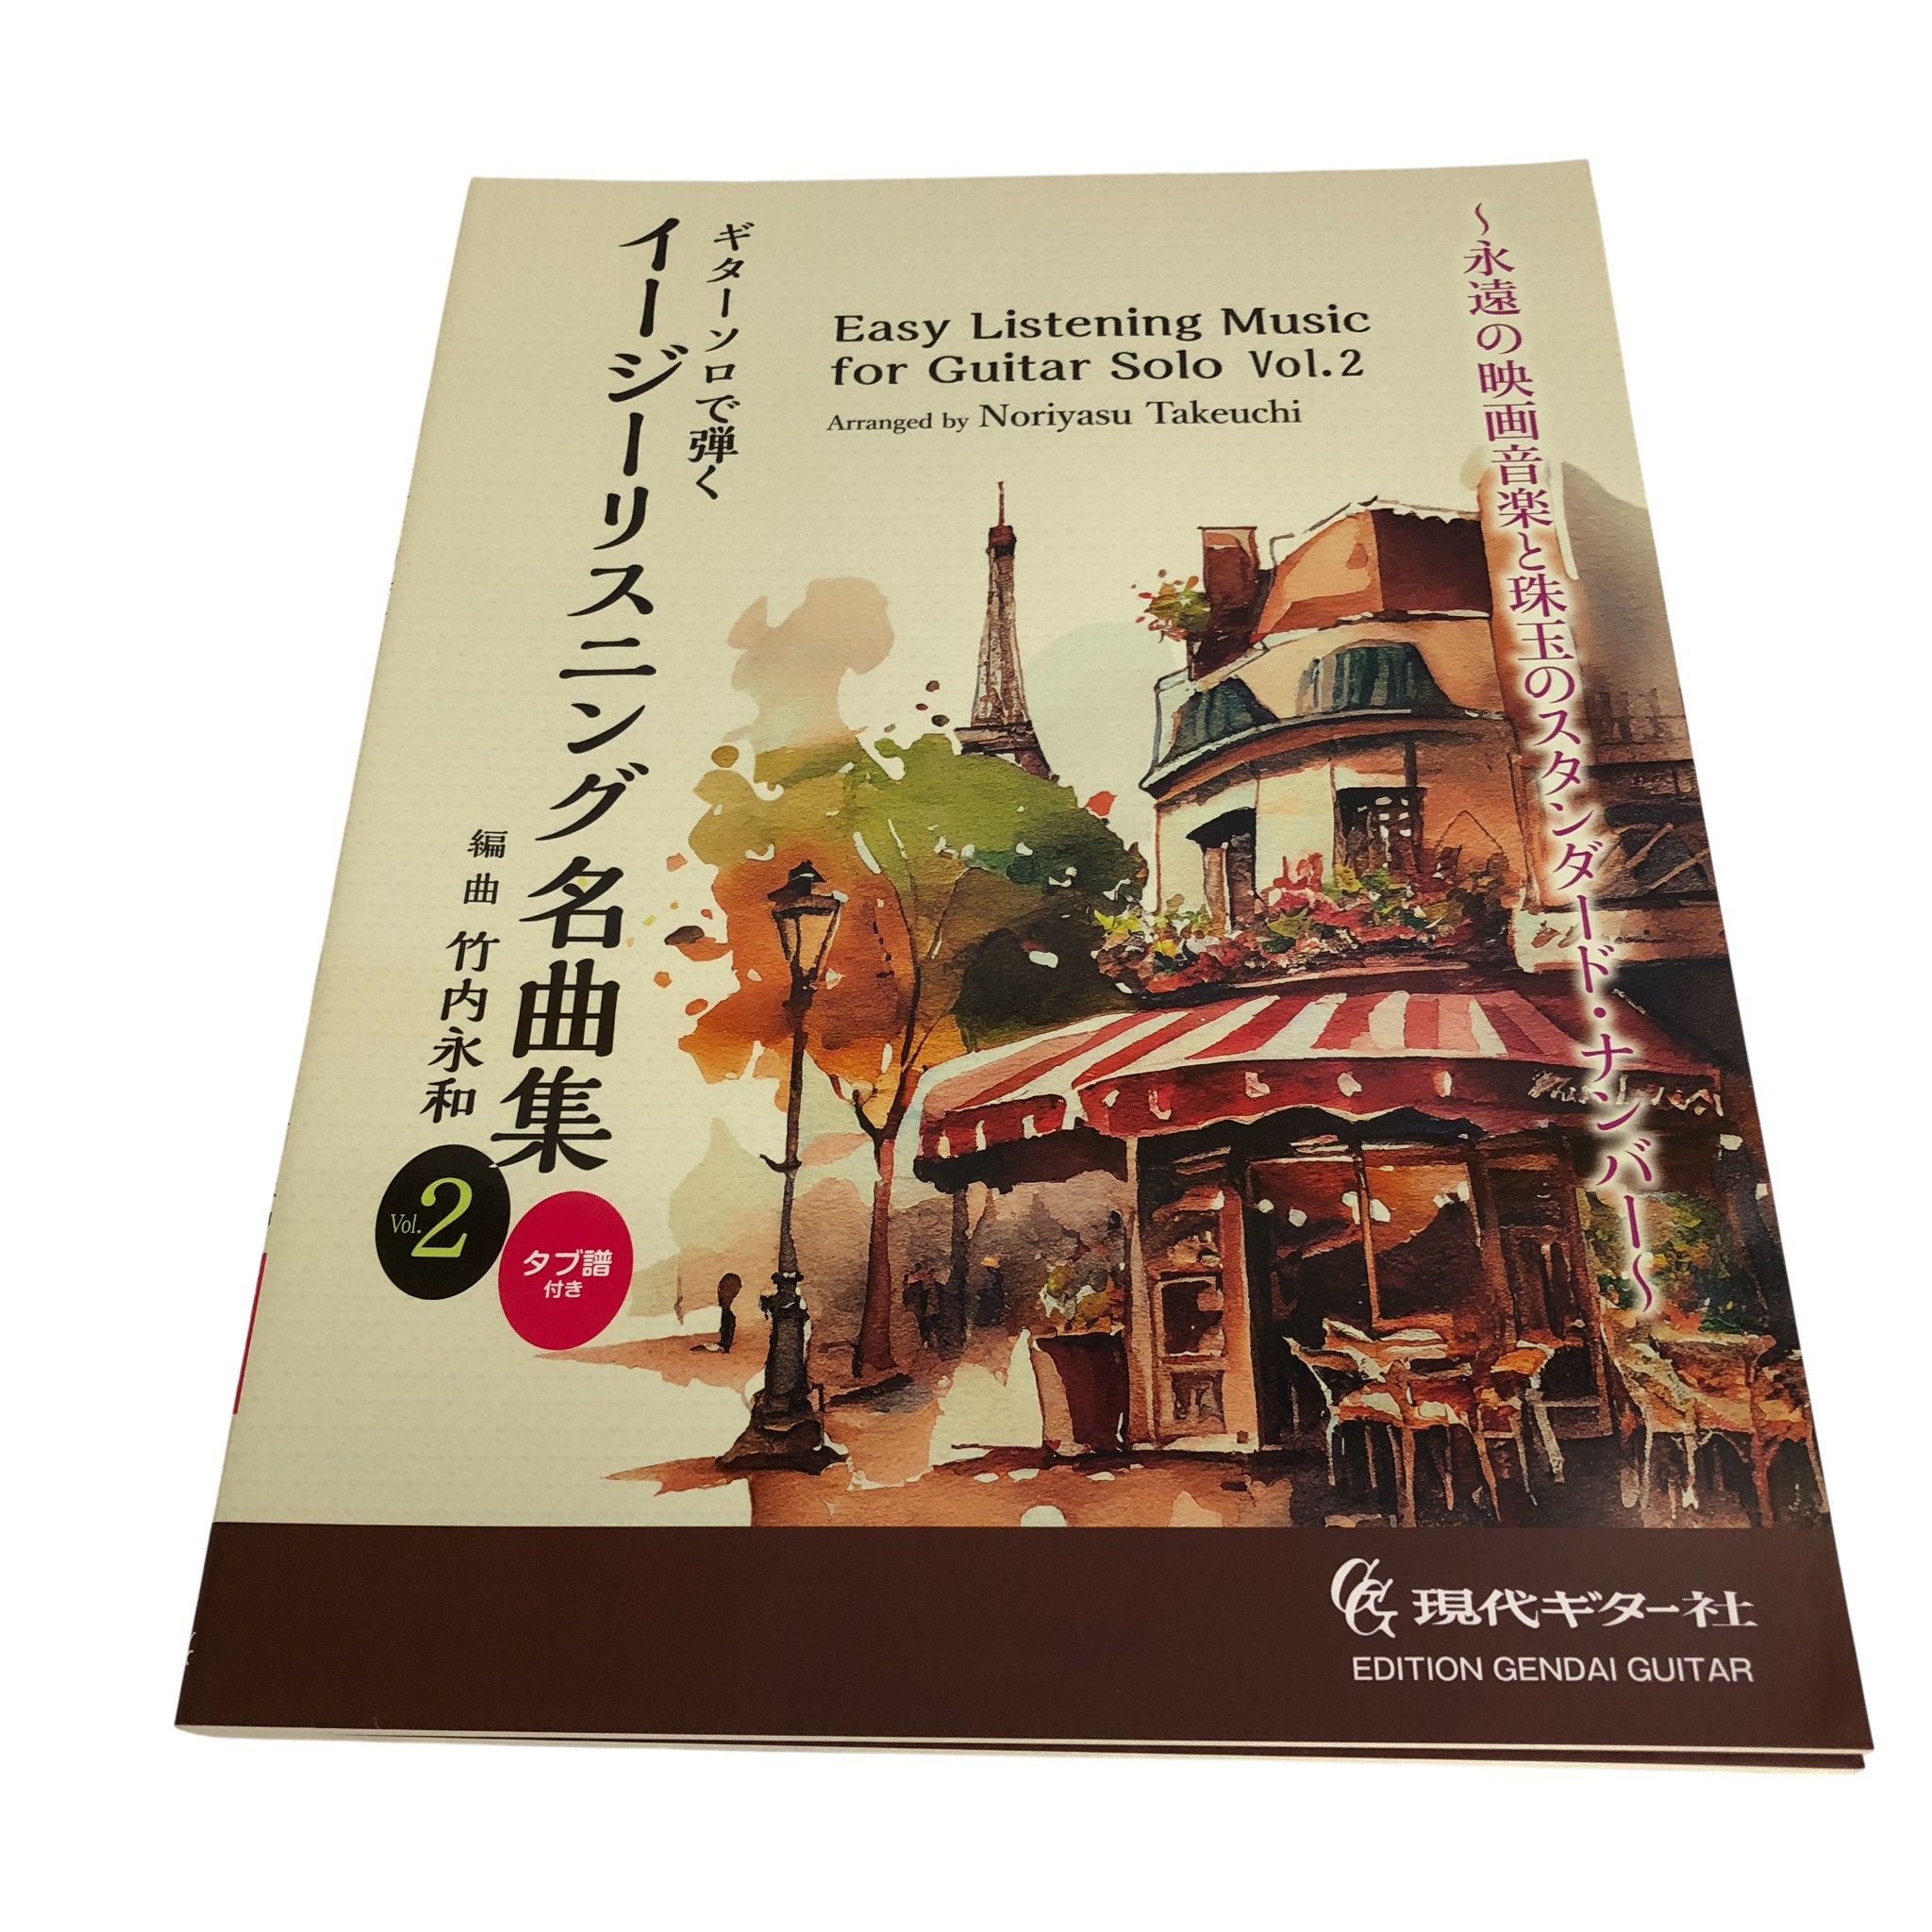 ～永遠の映画音楽と珠玉のスタンダード・ナンバー～
Easy Listening Music
for Guitar Solo Vol.2
Arranged by Noriyasu Takeuchi
ギターソロで弾く
イージーリスニング名曲集
編曲 竹内永和
Vol.2
タブ譜
付き
GG 現代ギター社
EDITION GENDAI GUITAR